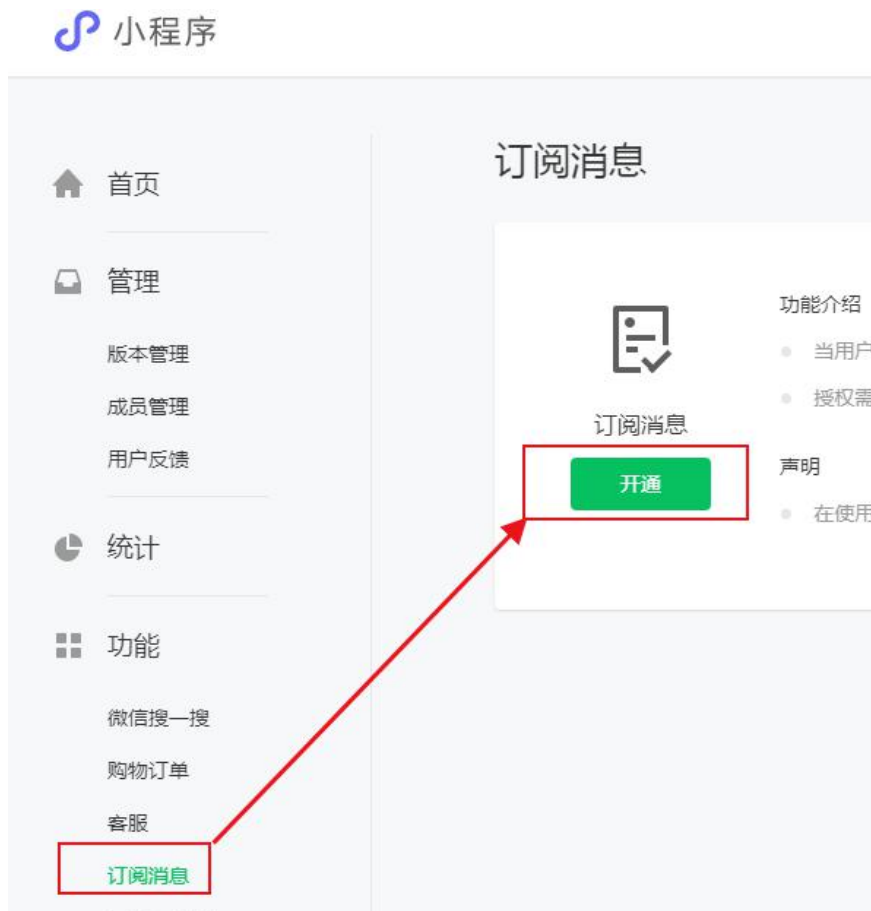 小程序
首页
管理
版本管理
成员管理
用户反馈
统计
功能
微信搜一搜
购物订单
客服
订阅消息
订阅消息
订阅消息
开通
功能介绍
当用户
授权需
声明
在使用